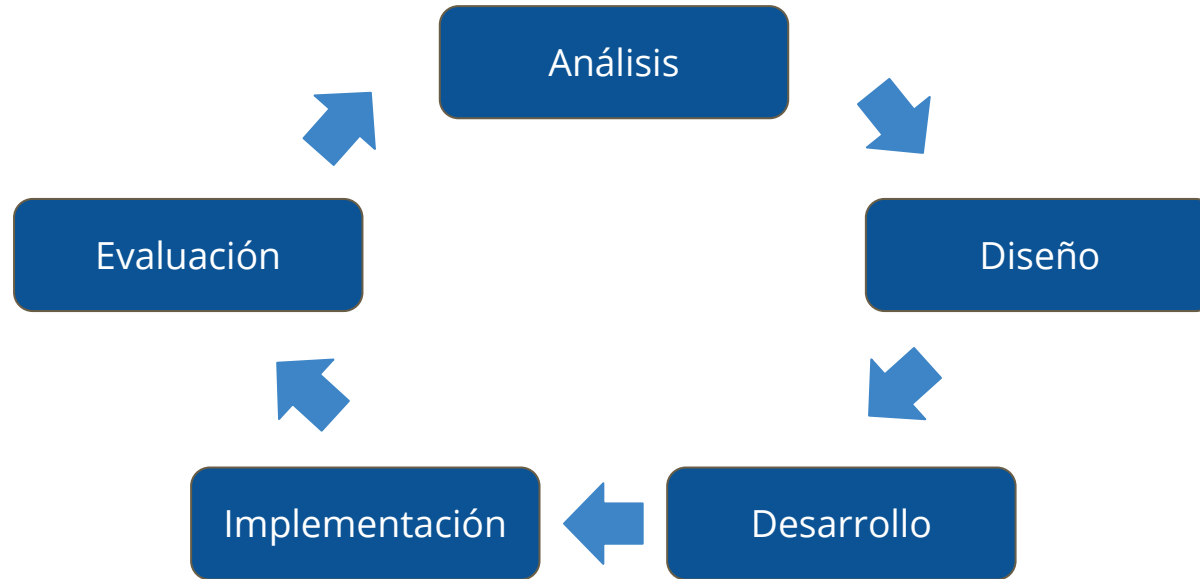 Análisis
Diseño
Desarrollo
Implementación
Evaluación